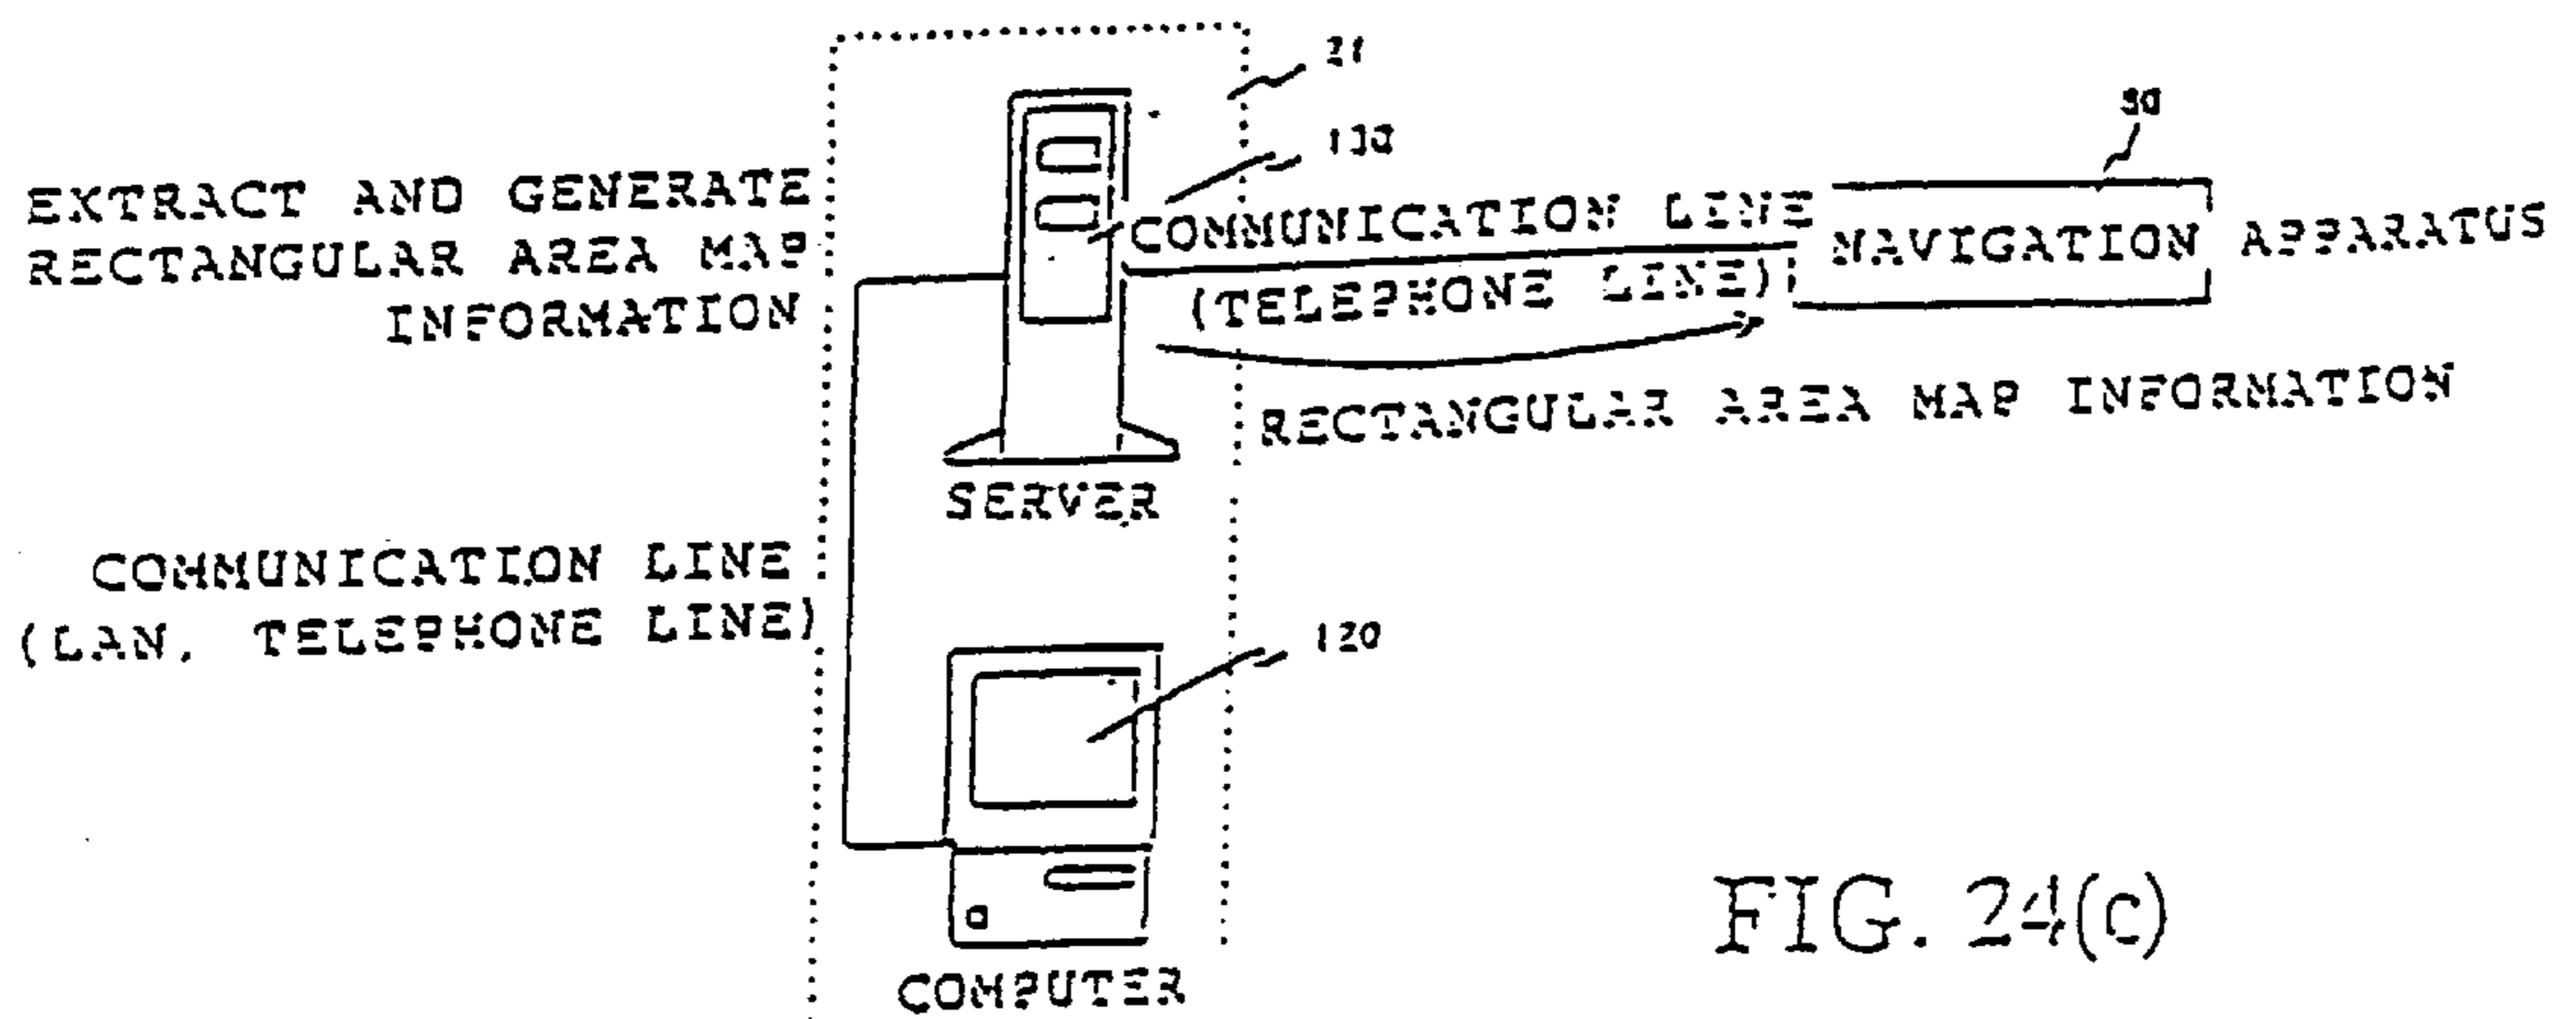 21
130
EXTRACT AND GENERATE
RECTANGULAR AREA MAP
INFORMATION
COMMUNICATION LINE
(TELEPHONE LINE)
NAVIGATION APPARATUS
RECTANGULAR AREA MAP INFORMATION
SERVER
COMMUNICATION LINE
(LAN, TELEPHONE LINE)
120
COMPUTER
FIG. 24(c)